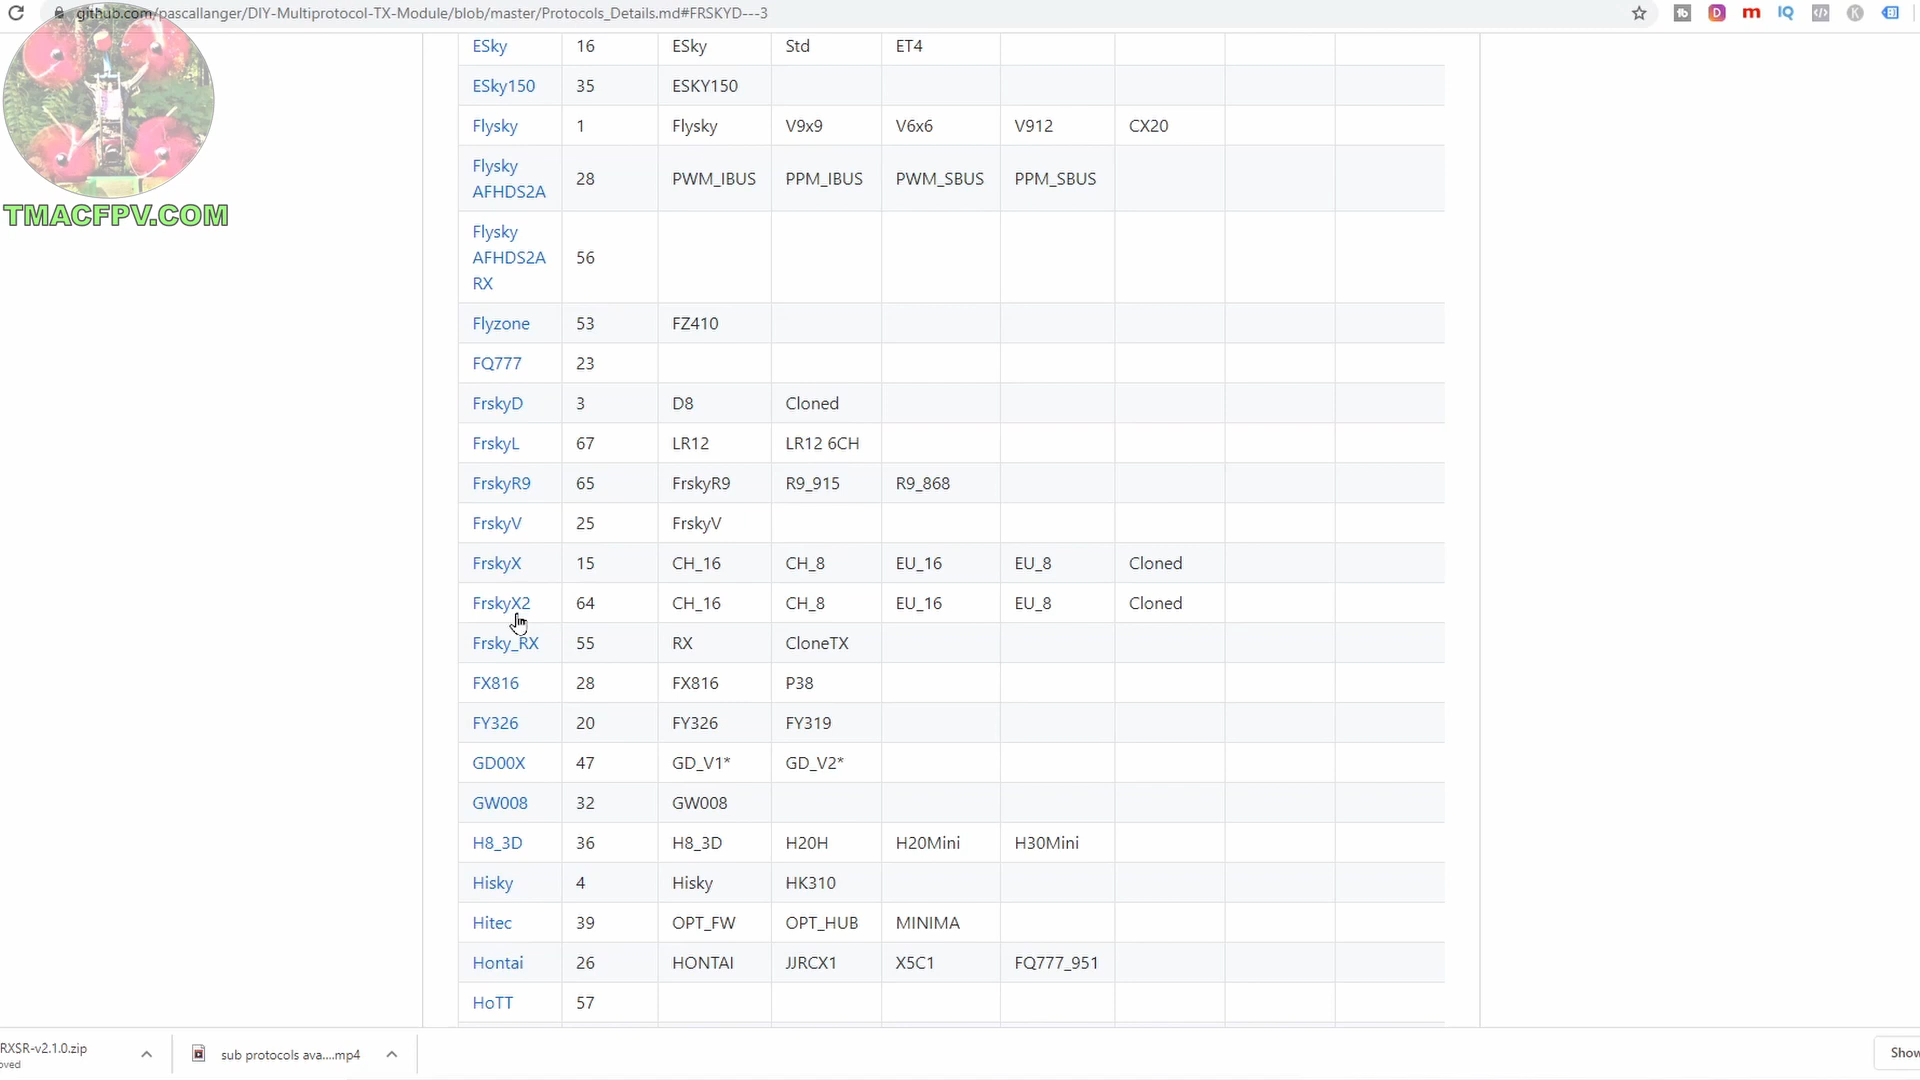 github.com/pascallanger/DIY-Multiprotocol-TX-Module/blob/master/Protocols_Details.md#FRSKYD---3
TMACFPV.COM
ESky 16 ESky Std ET4
ESky150 35 ESKY150
Flysky 1 Flysky V9x9 V6x6 V912 CX20
Flysky
AFHDS2A
28 PWM_IBUS PPM_IBUS PWM_SBUS PPM_SBUS
Flysky
AFHDS2A
RX
56
Flyzone 53 FZ410
FQ777 23
FrskyD 3 D8 Cloned
FrskyL 67 LR12 LR12 6CH
FrskyR9 65 FrskyR9 R9_915 R9_868
FrskyV 25 FrskyV
FrskyX 15 CH_16 CH_8 EU_16 EU_8 Cloned
FrskyX2 64 CH_16 CH_8 EU_16 EU_8 Cloned
Frsky_RX 55 RX CloneTX
FX816 28 FX816 P38
FY326 20 FY326 FY319
GD00X 47 GD_V1* GD_V2*
GW008 32 GW008
H8_3D 36 H8_3D H20H H20Mini H30Mini
Hisky 4 Hisky HK310
Hitec 39 OPT_FW OPT_HUB MINIMA
Hontai 26 HONTAI JJRCX1 X5C1 FQ777_951
HoTT 57
RXSR-v2.1.0.zip
oved
sub protocols ava....mp4
Show